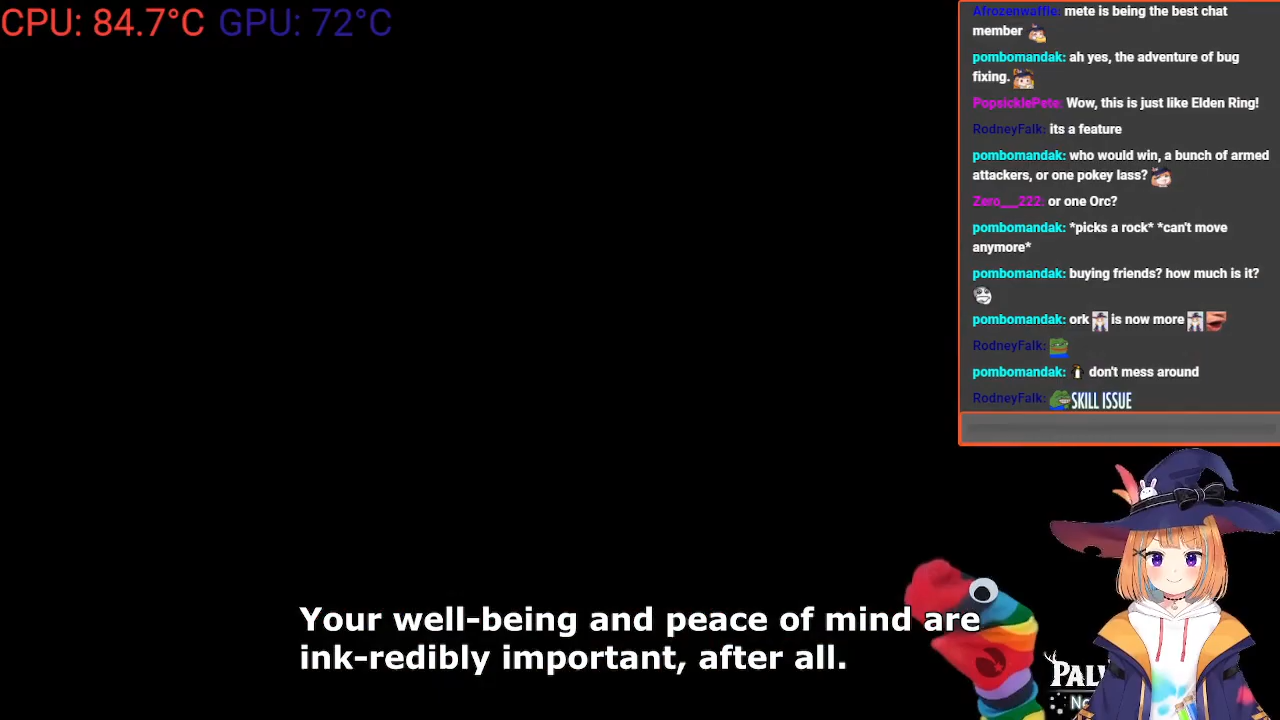 CPU: 84.7°C GPU: 72°C
Afrozenwaffle: mete is being the best chat
member
pombomandak: ah yes, the adventure of bug
fixing.
PopsicklePete: Wow, this is just like Elden Ring!
RodneyFalk: its a feature
pombomandak: who would win, a bunch of armed
attackers, or one pokey lass?
Zero__222: or one Orc?
pombomandak: *picks a rock* *can't move
anymore*
pombomandak: buying friends? how much is it?
pombomandak: ork is now more
RodneyFalk:
pombomandak: don't mess around
RodneyFalk: SKILL ISSUE
Your well-being and peace of mind are
ink-redibly important, after all.